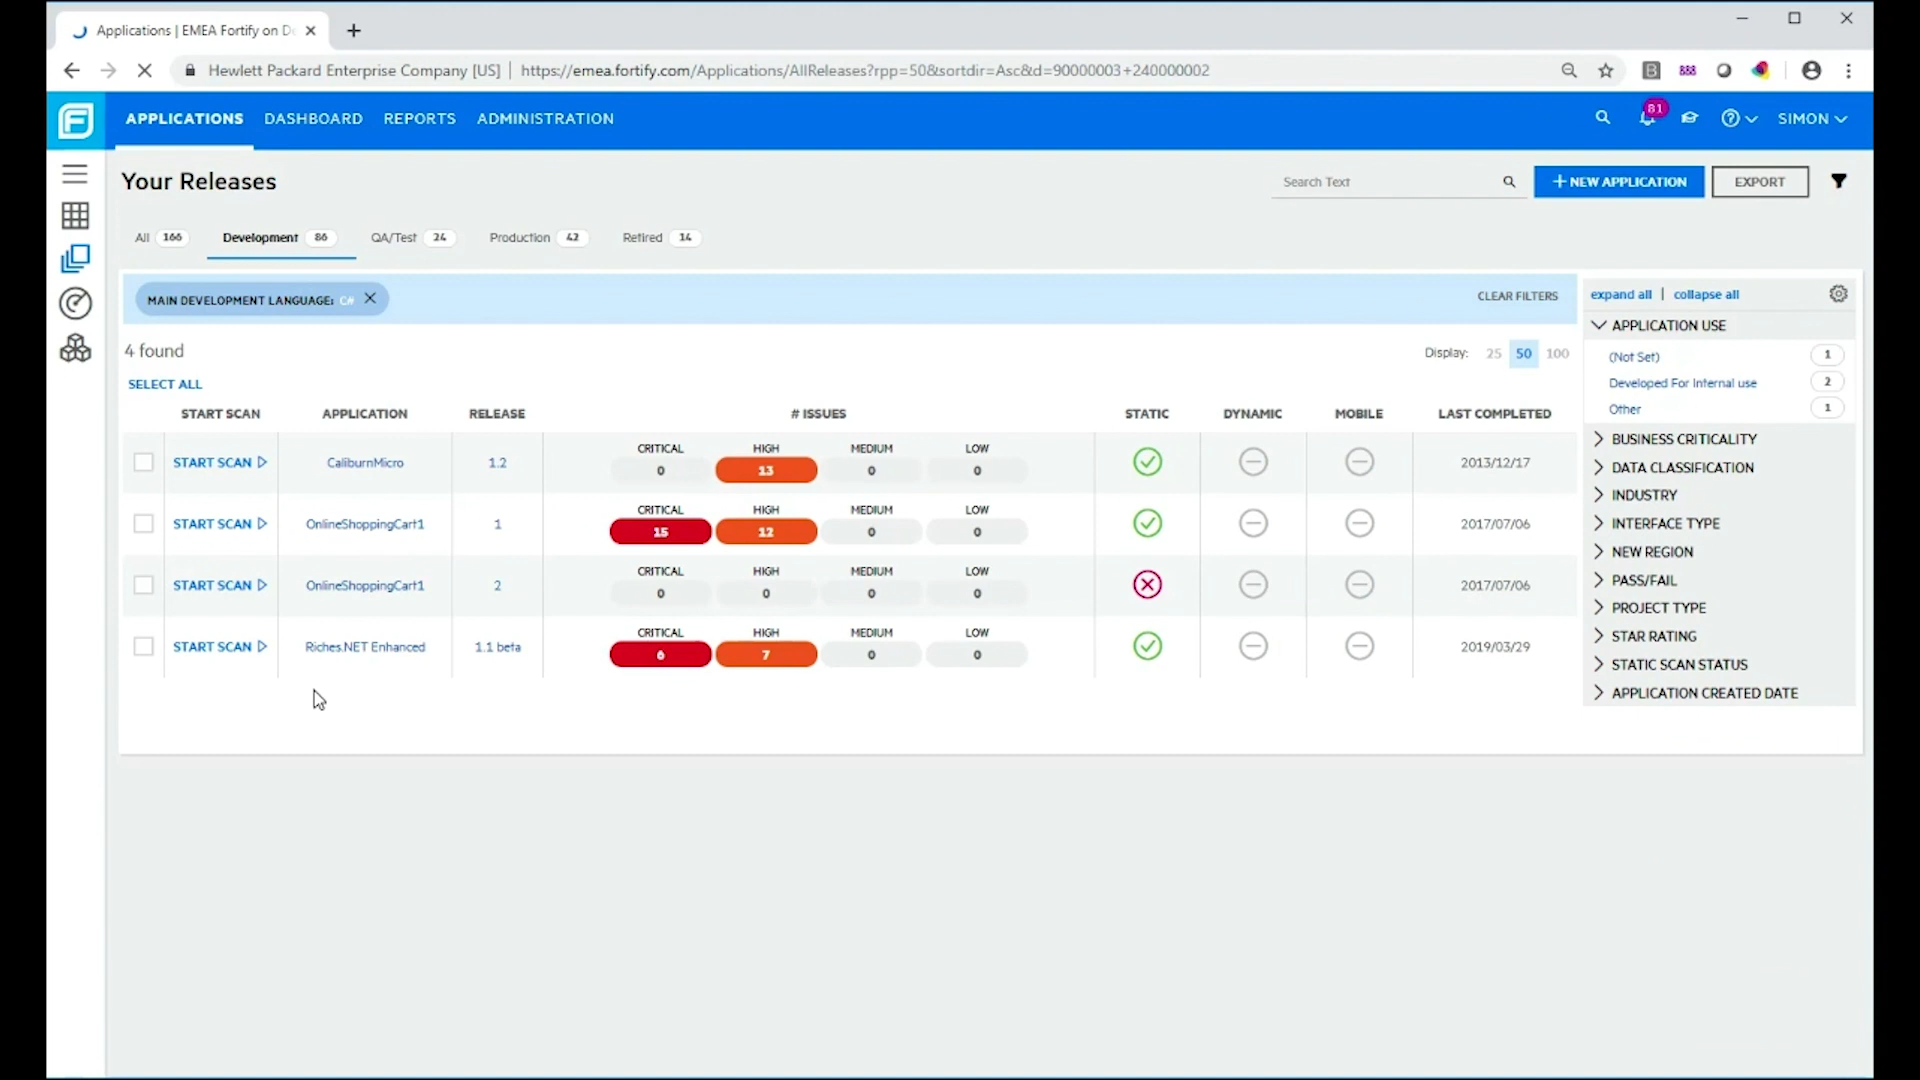 Applications | EMEA Fortify on De
Hewlett Packard Enterprise Company [US] | https://emea.fortify.com/Applications/AllReleases?rpp=50&sortdir=Asc&d=90000003+240000002
APPLICATIONS DASHBOARD REPORTS ADMINISTRATION 81 SIMON
Your Releases Search Text + NEW APPLICATION EXPORT
All 166 Development 86 QA/Test 24 Production 42 Retired 14
MAIN DEVELOPMENT LANGUAGE: C# CLEAR FILTERS
4 found Display: 25 50 100
SELECT ALL
START SCAN APPLICATION RELEASE # ISSUES STATIC DYNAMIC MOBILE LAST COMPLETED
CRITICAL HIGH MEDIUM LOW
START SCAN CaliburnMicro 1.2 0 13 0 0 2013/12/17
CRITICAL HIGH MEDIUM LOW
START SCAN OnlineShoppingCart1 1 15 12 0 0 2017/07/06
CRITICAL HIGH MEDIUM LOW
START SCAN OnlineShoppingCart1 2 0 0 0 0 2017/07/06
CRITICAL HIGH MEDIUM LOW
START SCAN Riches.NET Enhanced 1.1 beta 6 7 0 0 2019/03/29
expand all | collapse all
APPLICATION USE
(Not Set) 1
Developed For Internal use 2
Other 1
BUSINESS CRITICALITY
DATA CLASSIFICATION
INDUSTRY
INTERFACE TYPE
NEW REGION
PASS/FAIL
PROJECT TYPE
STAR RATING
STATIC SCAN STATUS
APPLICATION CREATED DATE